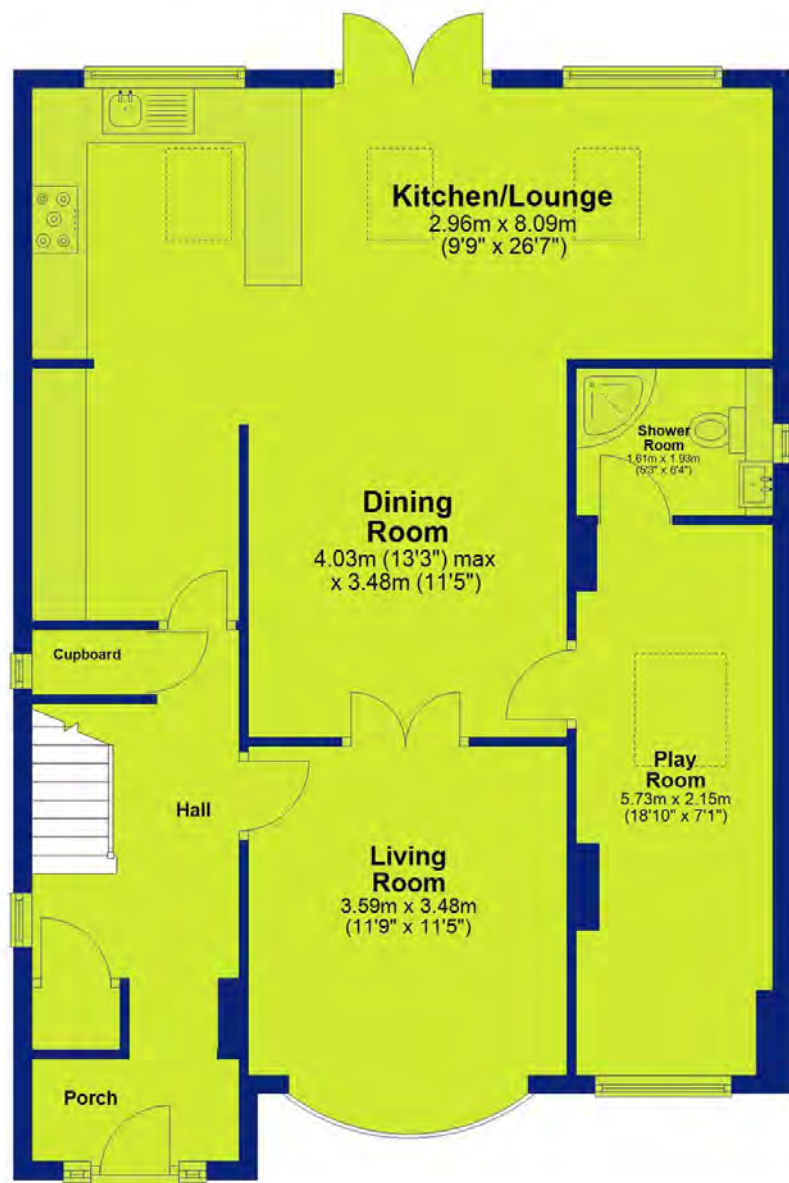 Kitchen/Lounge
2.96m x 8.09m
(9'9" x 26'7")
Shower
Room
1.61m x 1.93m
(5'3" x 6'4")
Dining
Room
4.03m (13'3") max
x 3.48m (11'5")
Cupboard
Play
Room
5.73m x 2.15m
(18'10" x 7'1")
Hall
Living
Room
3.59m x 3.48m
(11'9" x 11'5")
Porch